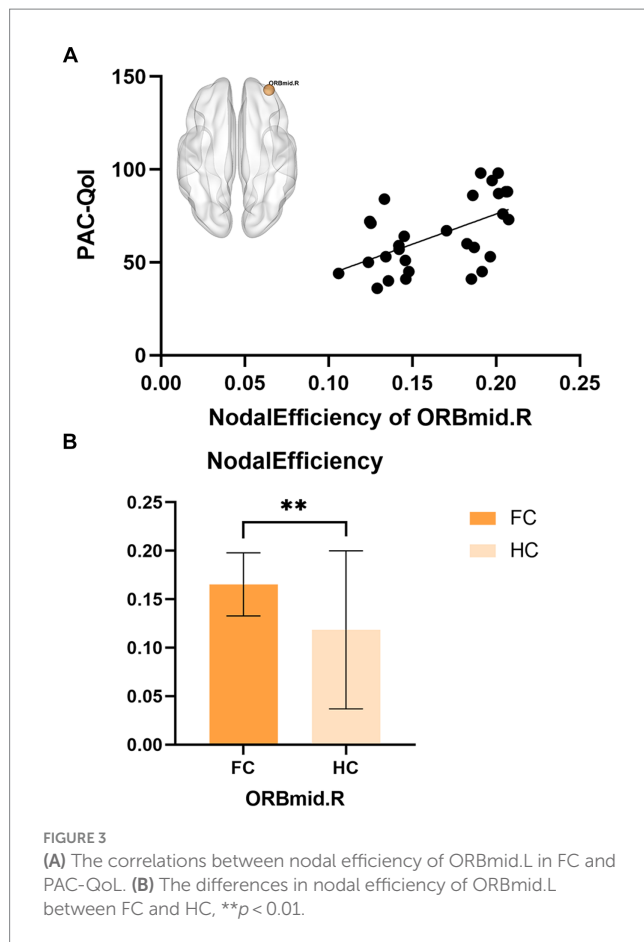 A
ORBmid.R
150
100
50
0
PAC-Qol
0.00 0.05 0.10 0.15 0.20 0.25
NodalEfficiency of ORBmid.R
B
NodalEfficiency
**
0.25
0.20
0.15
0.10
0.05
0.00
FC
HC
FC HC
ORBmid.R
FIGURE 3
(A) The correlations between nodal efficiency of ORBmid.L in FC and
PAC-QoL. (B) The differences in nodal efficiency of ORBmid.L
between FC and HC, **p < 0.01.